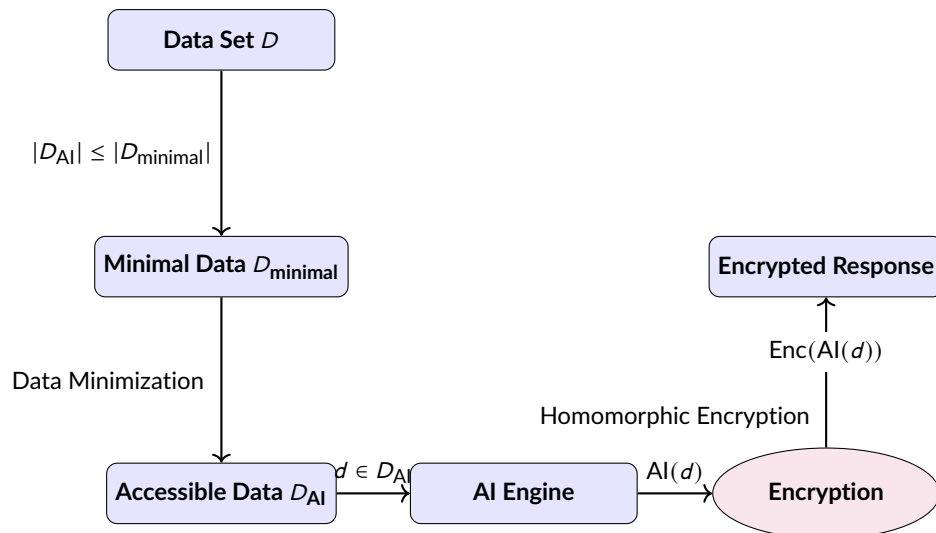 Data Set D
|D_AI| ≤ |D_minimal|
Minimal Data D_minimal
Encrypted Response
Enc(AI(d))
Data Minimization
Homomorphic Encryption
Accessible Data D_AI
d ∈ D_AI
AI Engine
AI(d)
Encryption